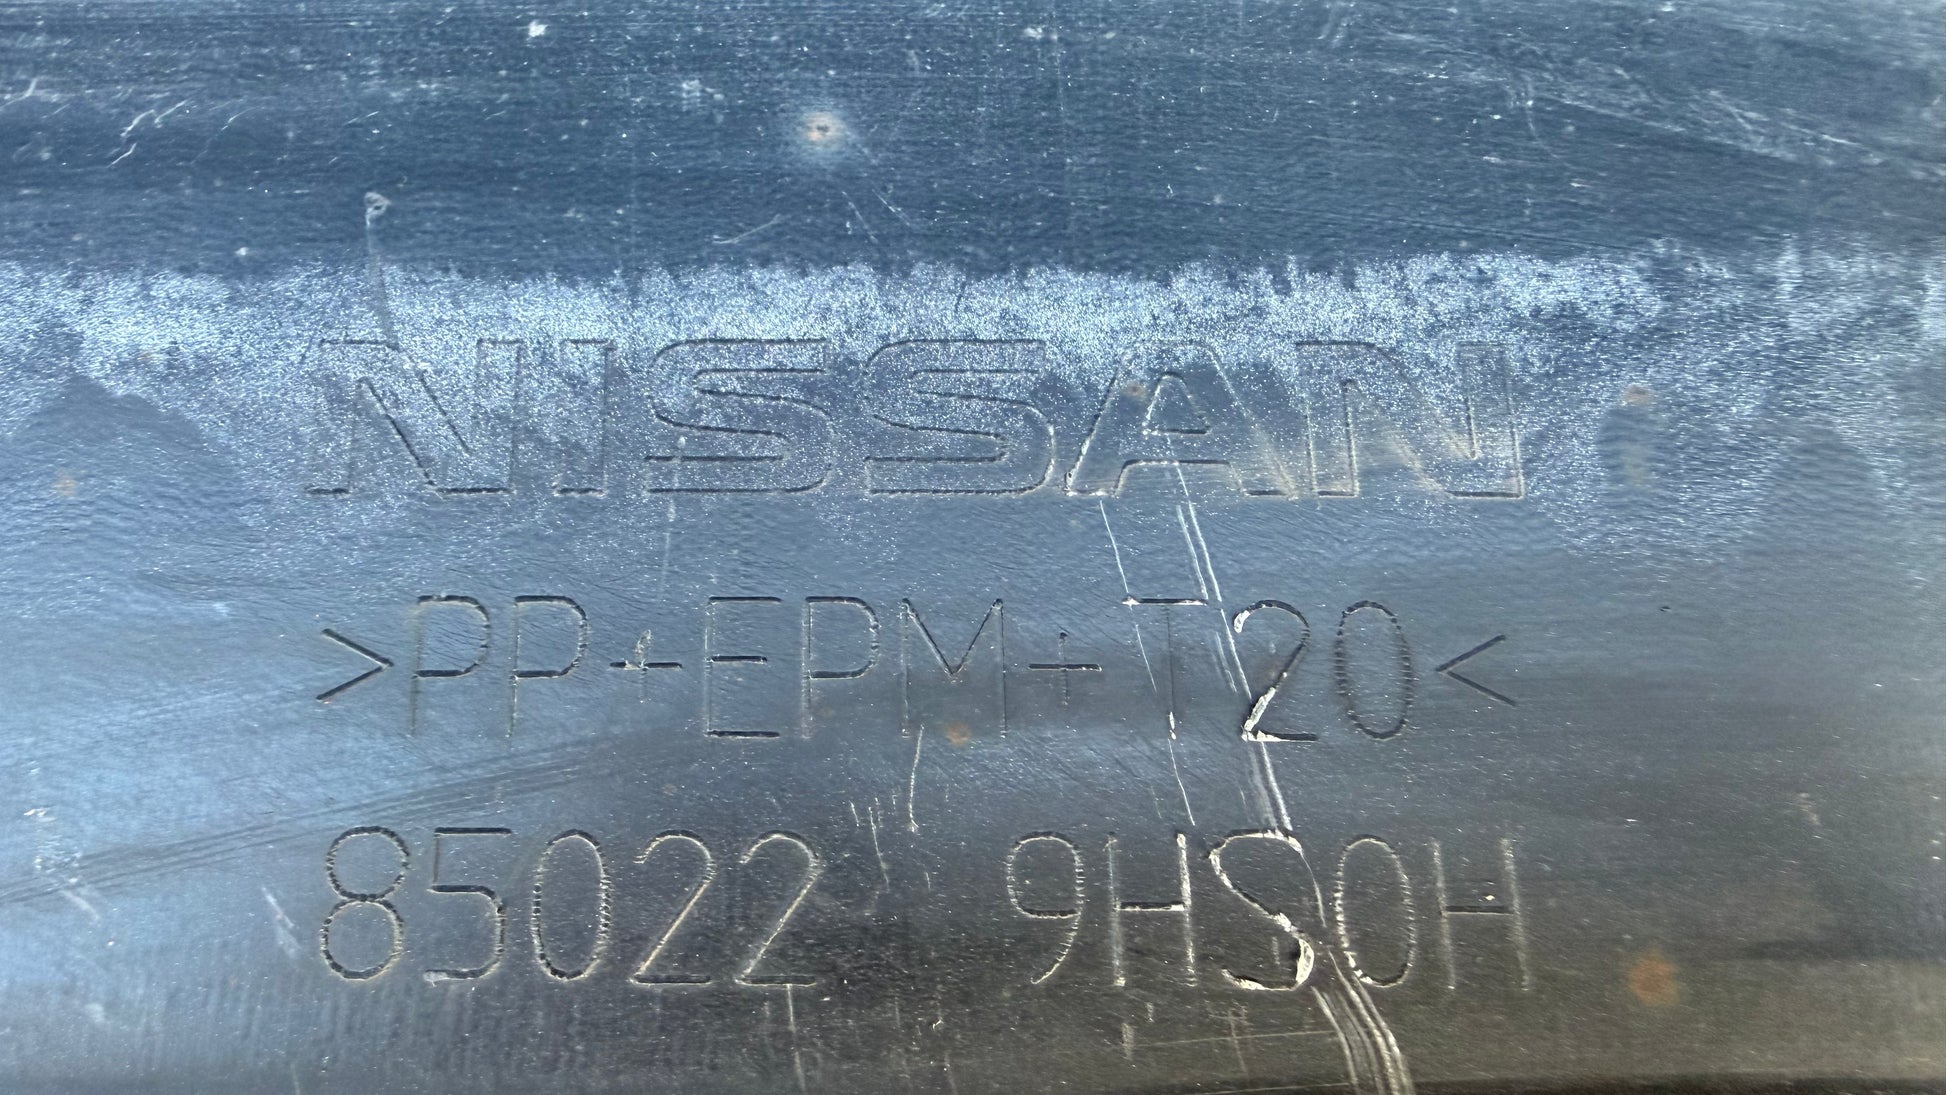 NISSAN
>PP+EPM+T20<
85022 9HS0H